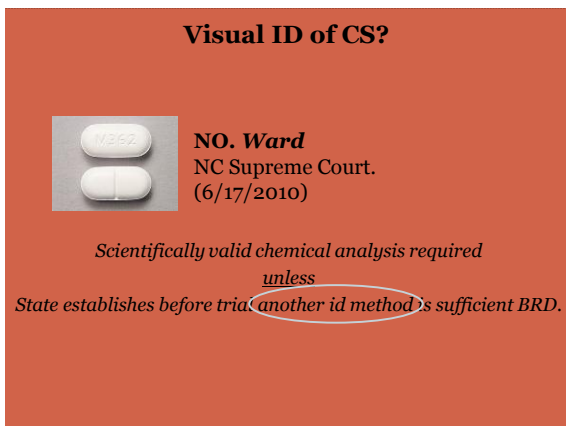 Visual ID of CS?
M362
NO. Ward
NC Supreme Court.
(6/17/2010)
Scientifically valid chemical analysis required
unless
State establishes before trial another id method is sufficient BRD.